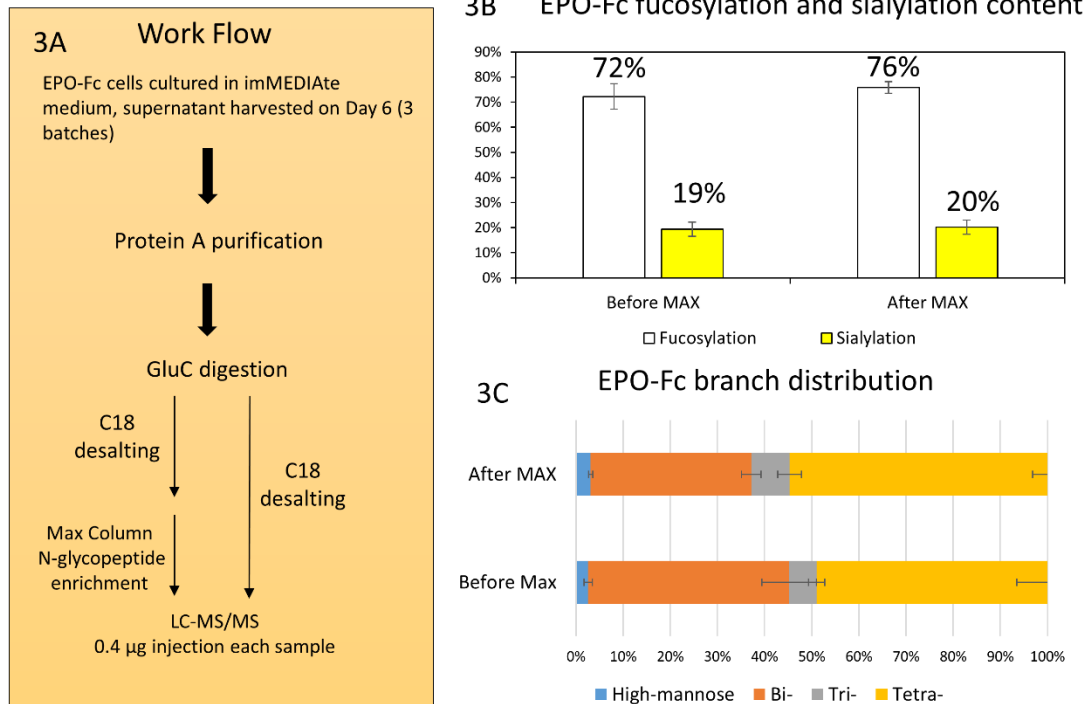 3A
Work Flow
EPO-Fc cells cultured in imMEDIAte
medium, supernatant harvested on Day 6 (3
batches)
Protein A purification
GluC digestion
C18
desalting
C18
desalting
Max Column
N-glycopeptide
enrichment
LC-MS/MS
0.4 µg injection each sample
3B
EPO-Fc fucosylation and sialylation content
90%
80%
70%
60%
50%
40%
30%
20%
10%
0%
72%
19%
76%
20%
Before MAX
After MAX
Fucosylation
Sialylation
3C
EPO-Fc branch distribution
After MAX
Before Max
0% 10% 20% 30% 40% 50% 60% 70% 80% 90% 100%
High-mannose Bi- Tri- Tetra-